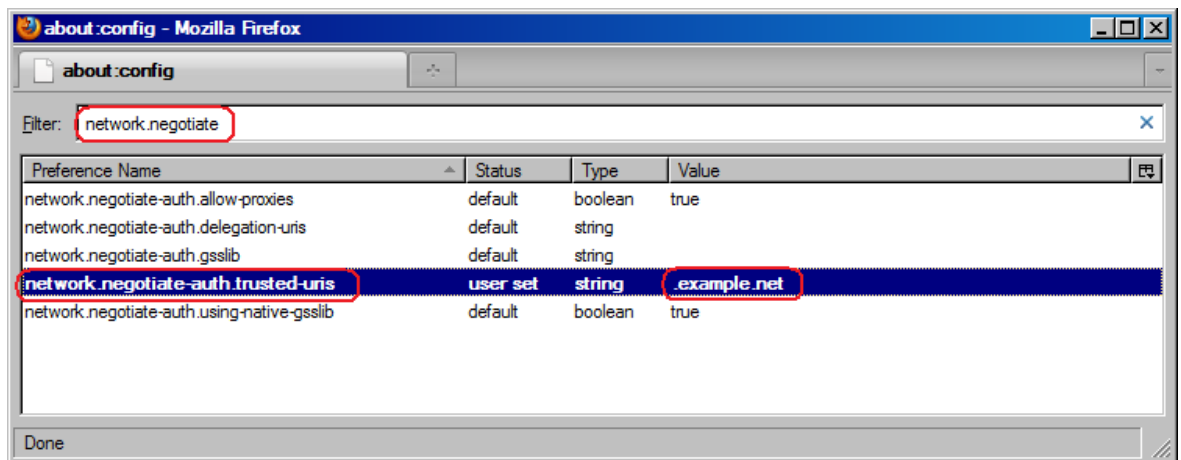 about:config - Mozilla Firefox
about:config
Filter: network.negotiate
Preference Name Status Type Value
network.negotiate-auth.allow-proxies default boolean true
network.negotiate-auth.delegation-uris default string
network.negotiate-auth.gsslib default string
network.negotiate-auth.trusted-uris user set string .example.net
network.negotiate-auth.using-native-gsslib default boolean true
Done